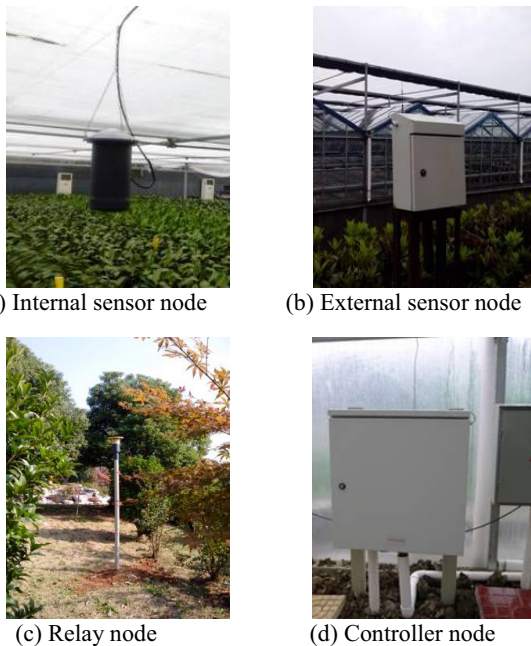 ) Internal sensor node
(b) External sensor node
(c) Relay node
(d) Controller node